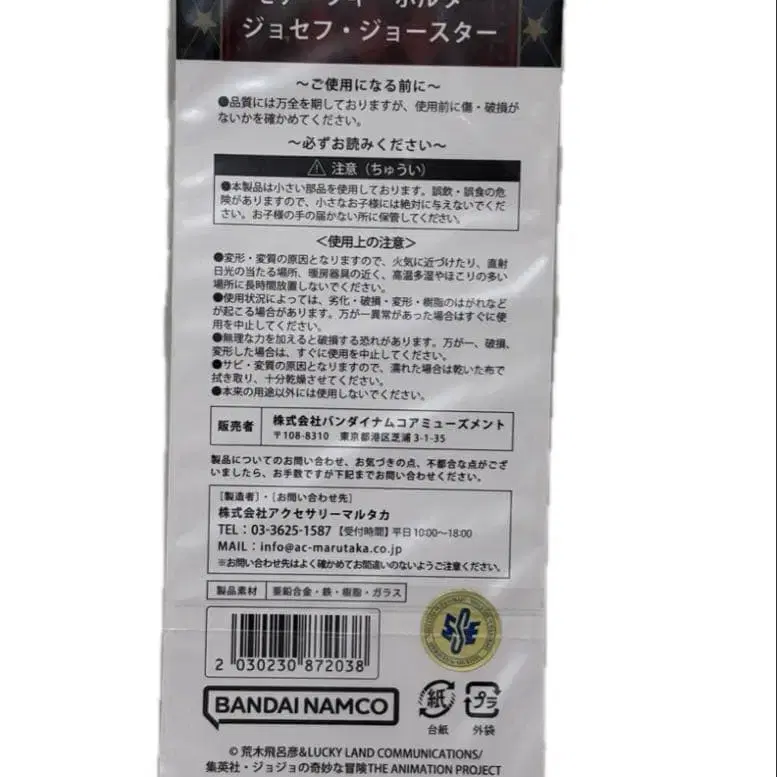 キーホルダー
ジョセフ・ジョースター
～ご使用になる前に～
●品質には万全を期しておりますが、使用前に傷・破損が
ないかを確かめてください。
～必ずお読みください～
注意（ちゅうい）
●本製品は小さい部品を使用しております。誤飲・誤食の危
険がありますので、小さなお子様には絶対に与えないでくだ
さい。お子様の手の届かない所に保管してください。
＜使用上の注意＞
●変形・変質の原因となりますので、火気に近づけたり、直射
日光の当たる場所、暖房器具の近く、高温多湿やほこりの多い
場所に長時間放置しないでください。
●使用状況によっては、劣化・破損・変形・樹脂のはがれなど
が起こる場合があります。万が一異常があった場合はすぐに使
用を中止してください。
●無理な力を加えると破損する恐れがあります。万が一、破損、
変形した場合は、すぐに使用を中止してください。
●サビ・変質の原因となりますので、濡れた場合は乾いた布で
拭き取り、十分乾燥させてください。
●本来の用途以外には使用しないでください。
販売者 株式会社バンダイナムコアミューズメント
〒108-8310 東京都港区芝浦 3-1-35
製品についてのお問い合わせ、お気づきの点、不都合な点がござ
いましたら、お手数ですが下記までお問い合わせください。
［製造者］・［お問い合わせ先］
株式会社アクセサリーマルタカ
TEL：03-3625-1587 【受付時間】平日10:00～18:00
MAIL：info@ac-marutaka.co.jp
※お問い合わせ先はよく確かめてお間違いのないようご注意ください。
製品素材 亜鉛合金・鉄・樹脂・ガラス
2 030230 872038
SSE
BANDAI NAMCO
紙 プラ
台紙 外袋
© 荒木飛呂彦&LUCKY LAND COMMUNICATIONS/
集英社・ジョジョの奇妙な冒険THE ANIMATION PROJECT